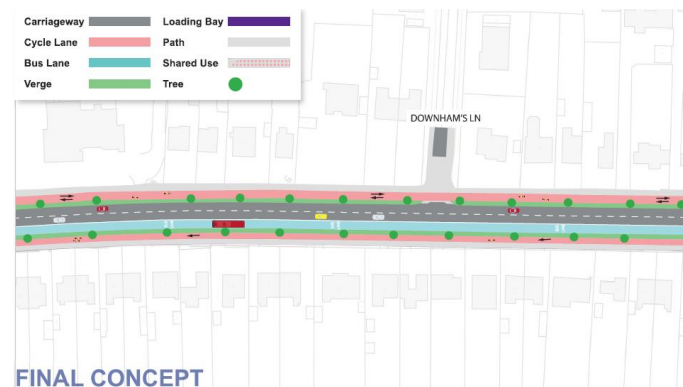 Carriageway Loading Bay
Cycle Lane Path
Bus Lane Shared Use
Verge Tree
DOWNHAM'S LN
FINAL CONCEPT